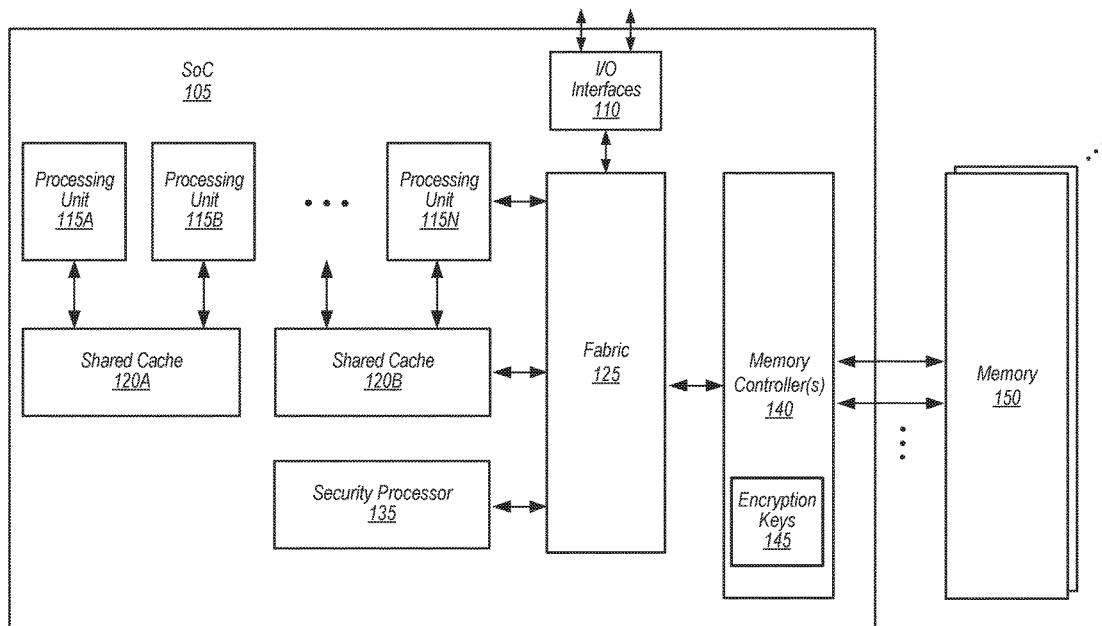 SoC
105
I/O
Interfaces
110
Processing
Unit
115A
Processing
Unit
115B
Processing
Unit
115N
Shared Cache
120A
Shared Cache
120B
Fabric
125
Memory
Controller(s)
140
Memory
150
Security Processor
135
Encryption
Keys
145